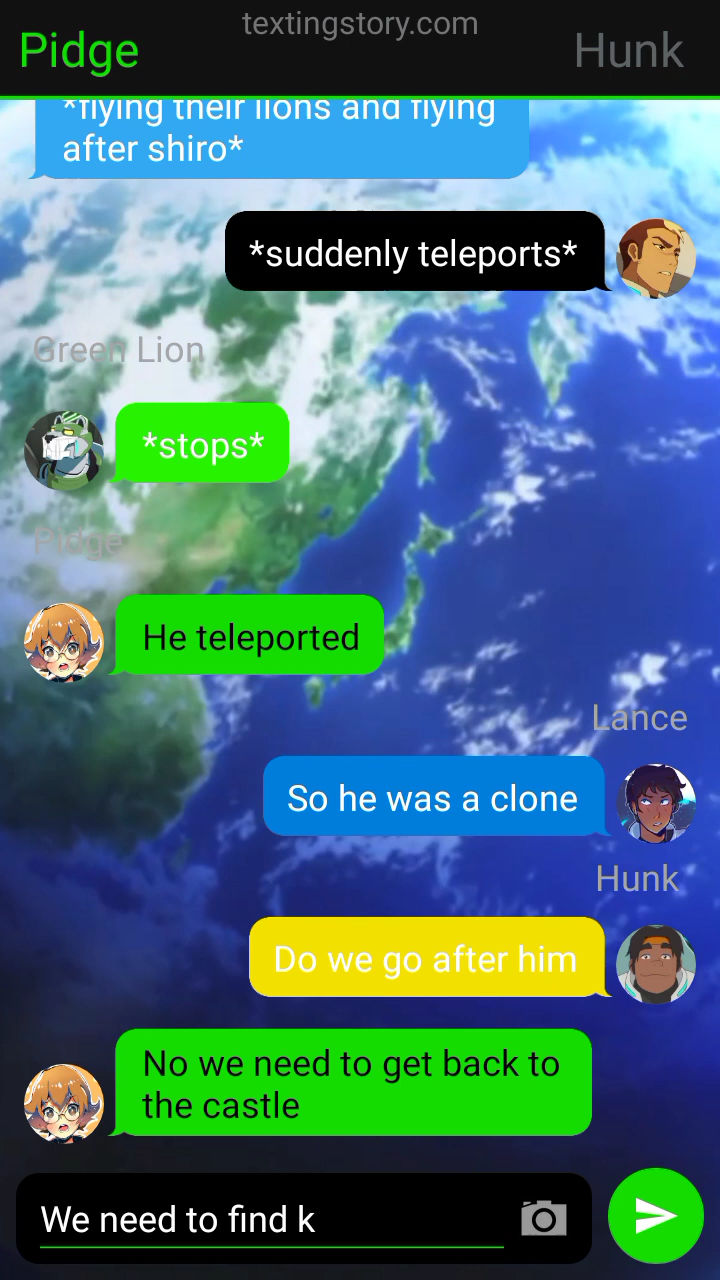 textingstory.com
Pidge
Hunk
*flying their lions and flying
after shiro*
*suddenly teleports*
Green Lion
*stops*
Pidge
He teleported
Lance
So he was a clone
Hunk
Do we go after him
No we need to get back to
the castle
We need to find k